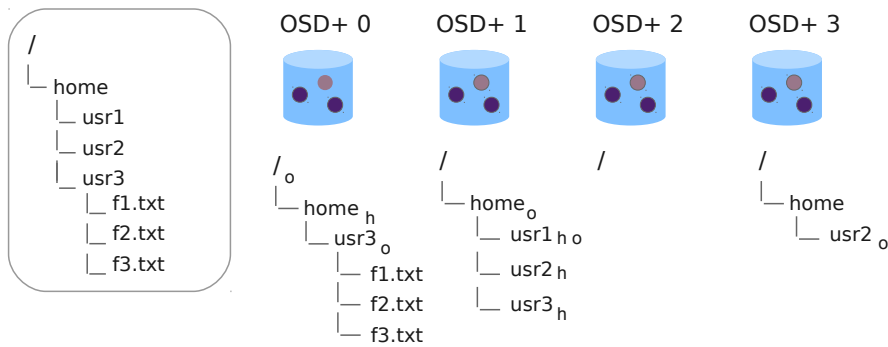 /
home
usr1
usr2
usr3
f1.txt
f2.txt
f3.txt
OSD+ 0
/ o
home h
usr3 o
f1.txt
f2.txt
f3.txt
OSD+ 1
/
home o
usr1 h o
usr2 h
usr3 h
OSD+ 2
/
OSD+ 3
/
home
usr2 o